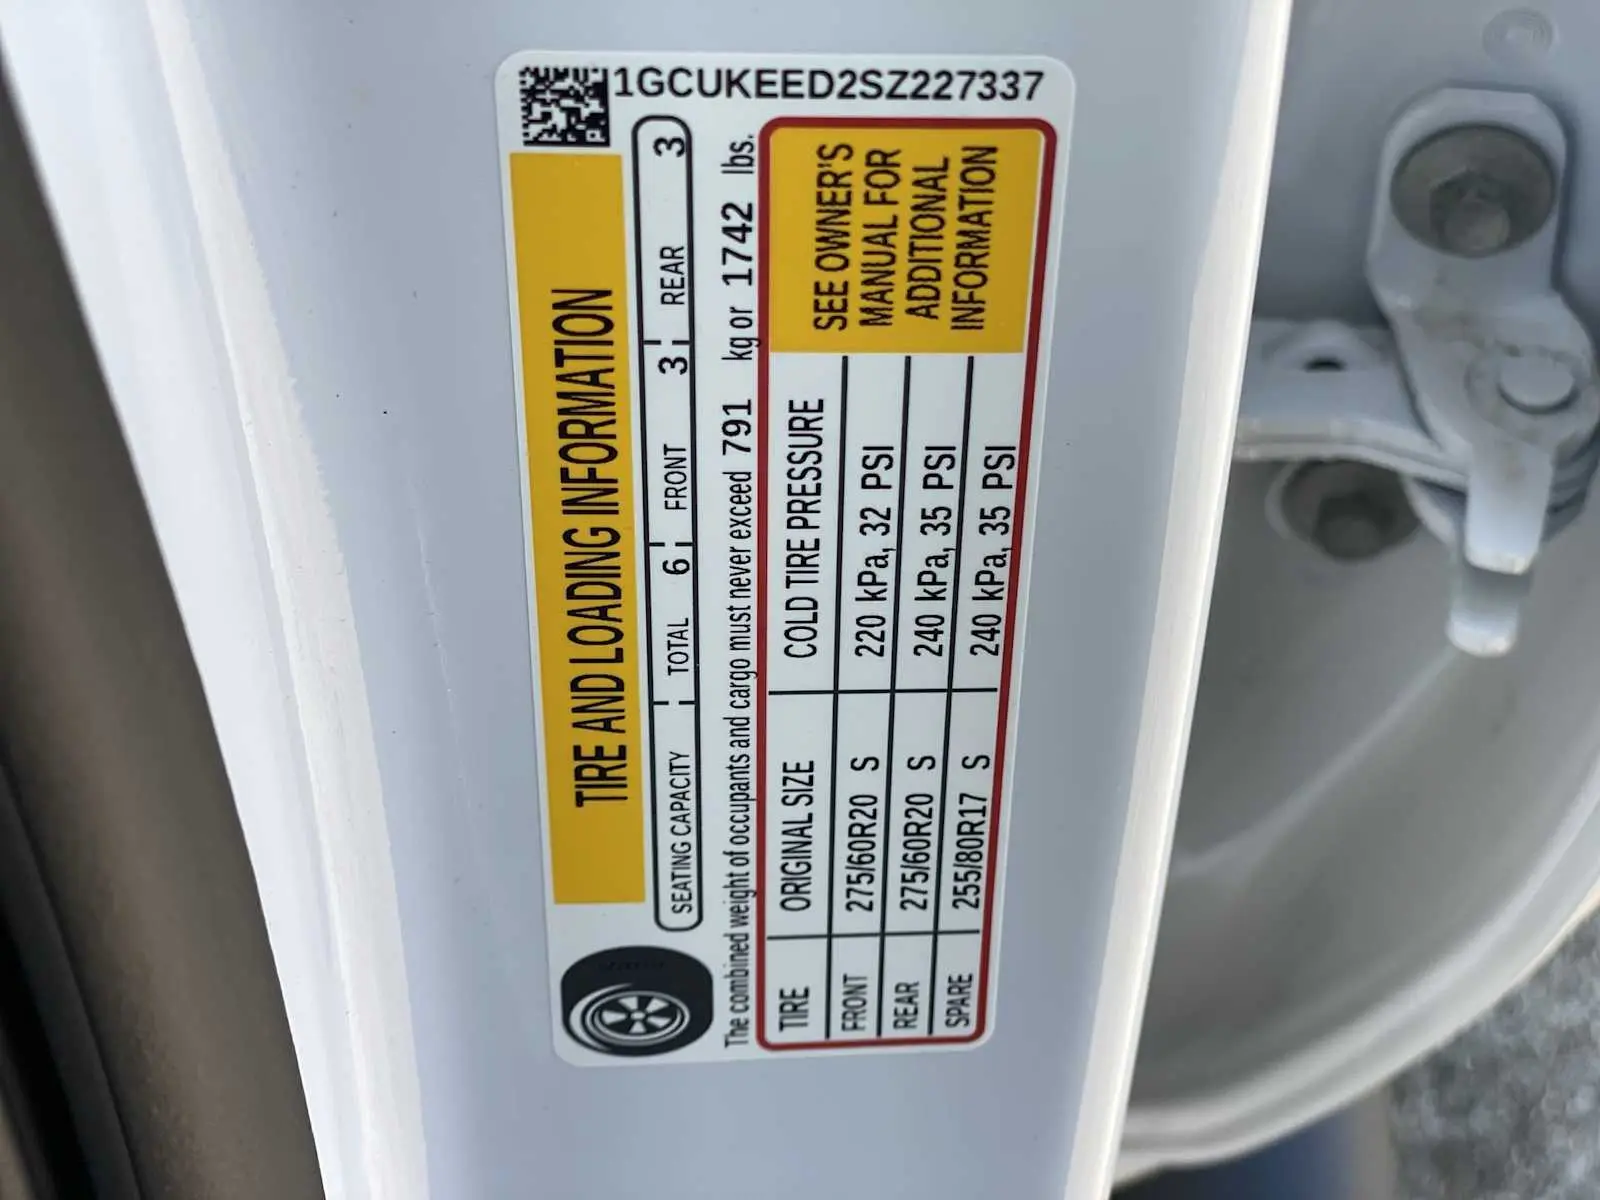 1GCUKEED2SZ227337
TIRE AND LOADING INFORMATION
SEATING CAPACITY TOTAL 6 FRONT 3 REAR 3
The combined weight of occupants and cargo must never exceed 791 kg or 1742 lbs.
TIRE ORIGINAL SIZE COLD TIRE PRESSURE
FRONT 275/60R20 S 220 kPa, 32 PSI
REAR 275/60R20 S 240 kPa, 35 PSI
SPARE 255/80R17 S 240 kPa, 35 PSI
SEE OWNER'S
MANUAL FOR
ADDITIONAL
INFORMATION